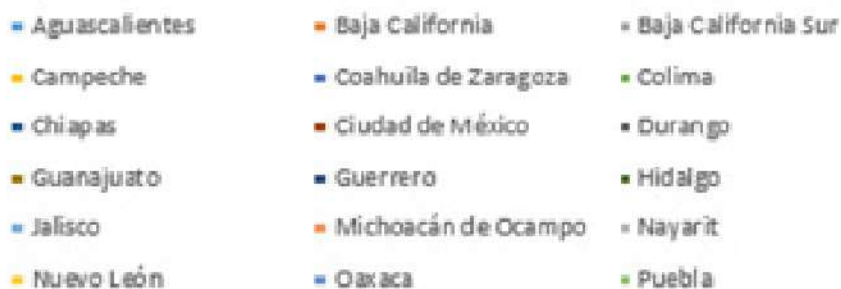 Aguascalientes Baja California Baja California Sur
Campeche Coahuila de Zaragoza Colima
Chiapas Ciudad de México Durango
Guanajuato Guerrero Hidalgo
Jalisco Michoacán de Ocampo Nayarit
Nuevo León Oaxaca Puebla